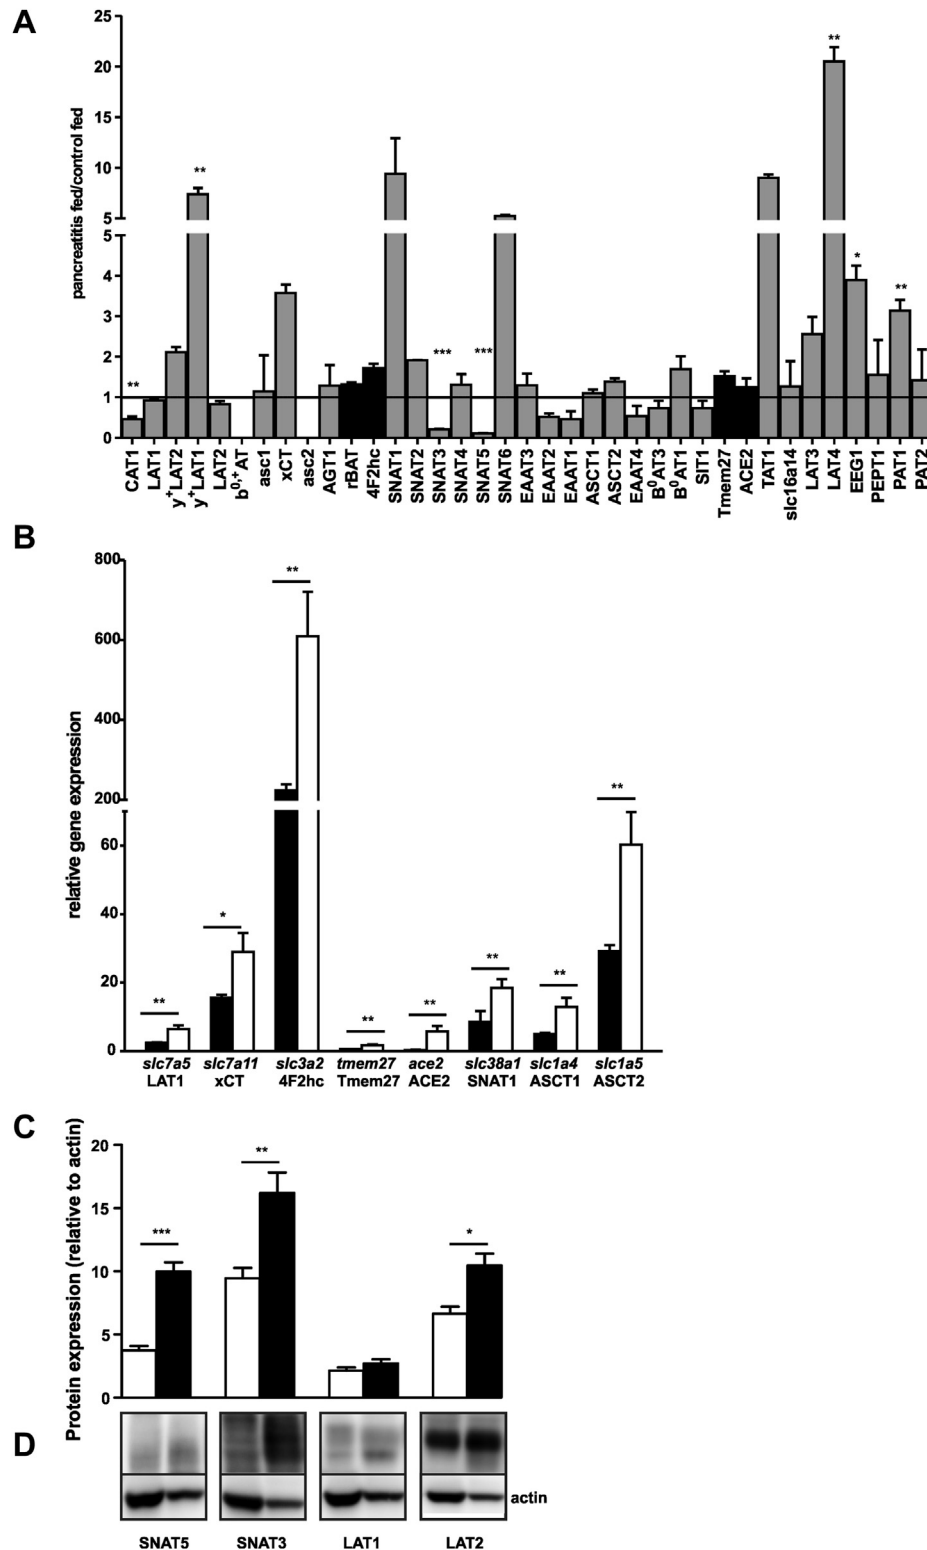 A
25
20
15
10
5
5
4
3
2
1
0
pancreatitis fed/control fed
** ** *** *** ** * **
CAT1 LAT1 y+LAT2 y+LAT1 LAT2 b0,+AT asc1 xCT asc2 AGT1 rBAT 4F2hc SNAT1 SNAT2 SNAT3 SNAT4 SNAT5 SNAT6 EAAT3 EAAT2 EAAT1 ASCT1 ASCT2 EAAT4 B0AT3 B0AT1 SIT1 Tmem27 ACE2 TAT1 slc16a14 LAT3 LAT4 EEG1 PEPT1 PAT1 PAT2
B
800
600
400
200
60
40
20
0
relative gene expression
** * ** ** ** ** ** **
slc7a5 slc7a11 slc3a2 tmem27 ace2 slc38a1 slc1a4 slc1a5
LAT1 xCT 4F2hc Tmem27 ACE2 SNAT1 ASCT1 ASCT2
C
20
15
10
5
0
Protein expression (relative to actin)
*** ** *
D
actin
SNAT5 SNAT3 LAT1 LAT2